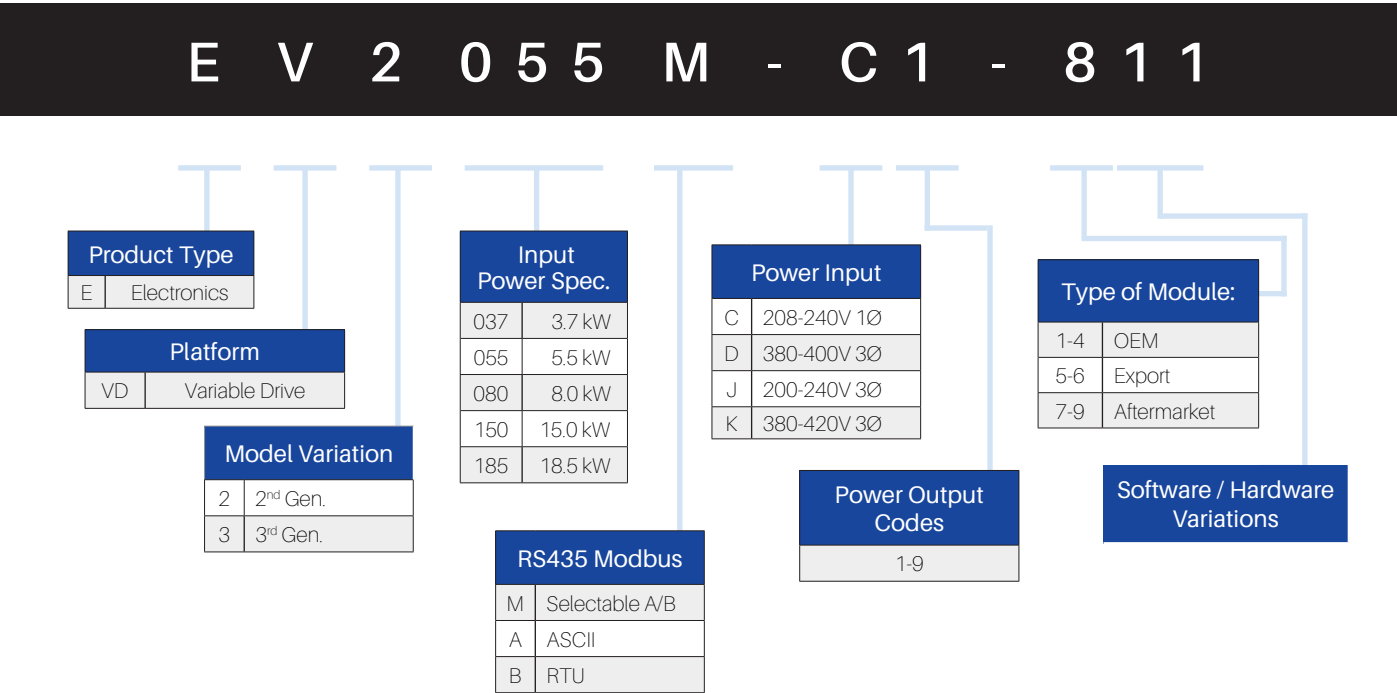 E V 2 0 5 5 M - C 1 - 8 1 1
Product Type
E Electronics
Platform
VD Variable Drive
Model Variation
2 2nd Gen.
3 3rd Gen.
Input
Power Spec.
037 3.7 kW
055 5.5 kW
080 8.0 kW
150 15.0 kW
185 18.5 kW
RS435 Modbus
M Selectable A/B
A ASCII
B RTU
Power Input
C 208-240V 1Ø
D 380-400V 3Ø
J 200-240V 3Ø
K 380-420V 3Ø
Power Output
Codes
1-9
Type of Module:
1-4 OEM
5-6 Export
7-9 Aftermarket
Software / Hardware
Variations